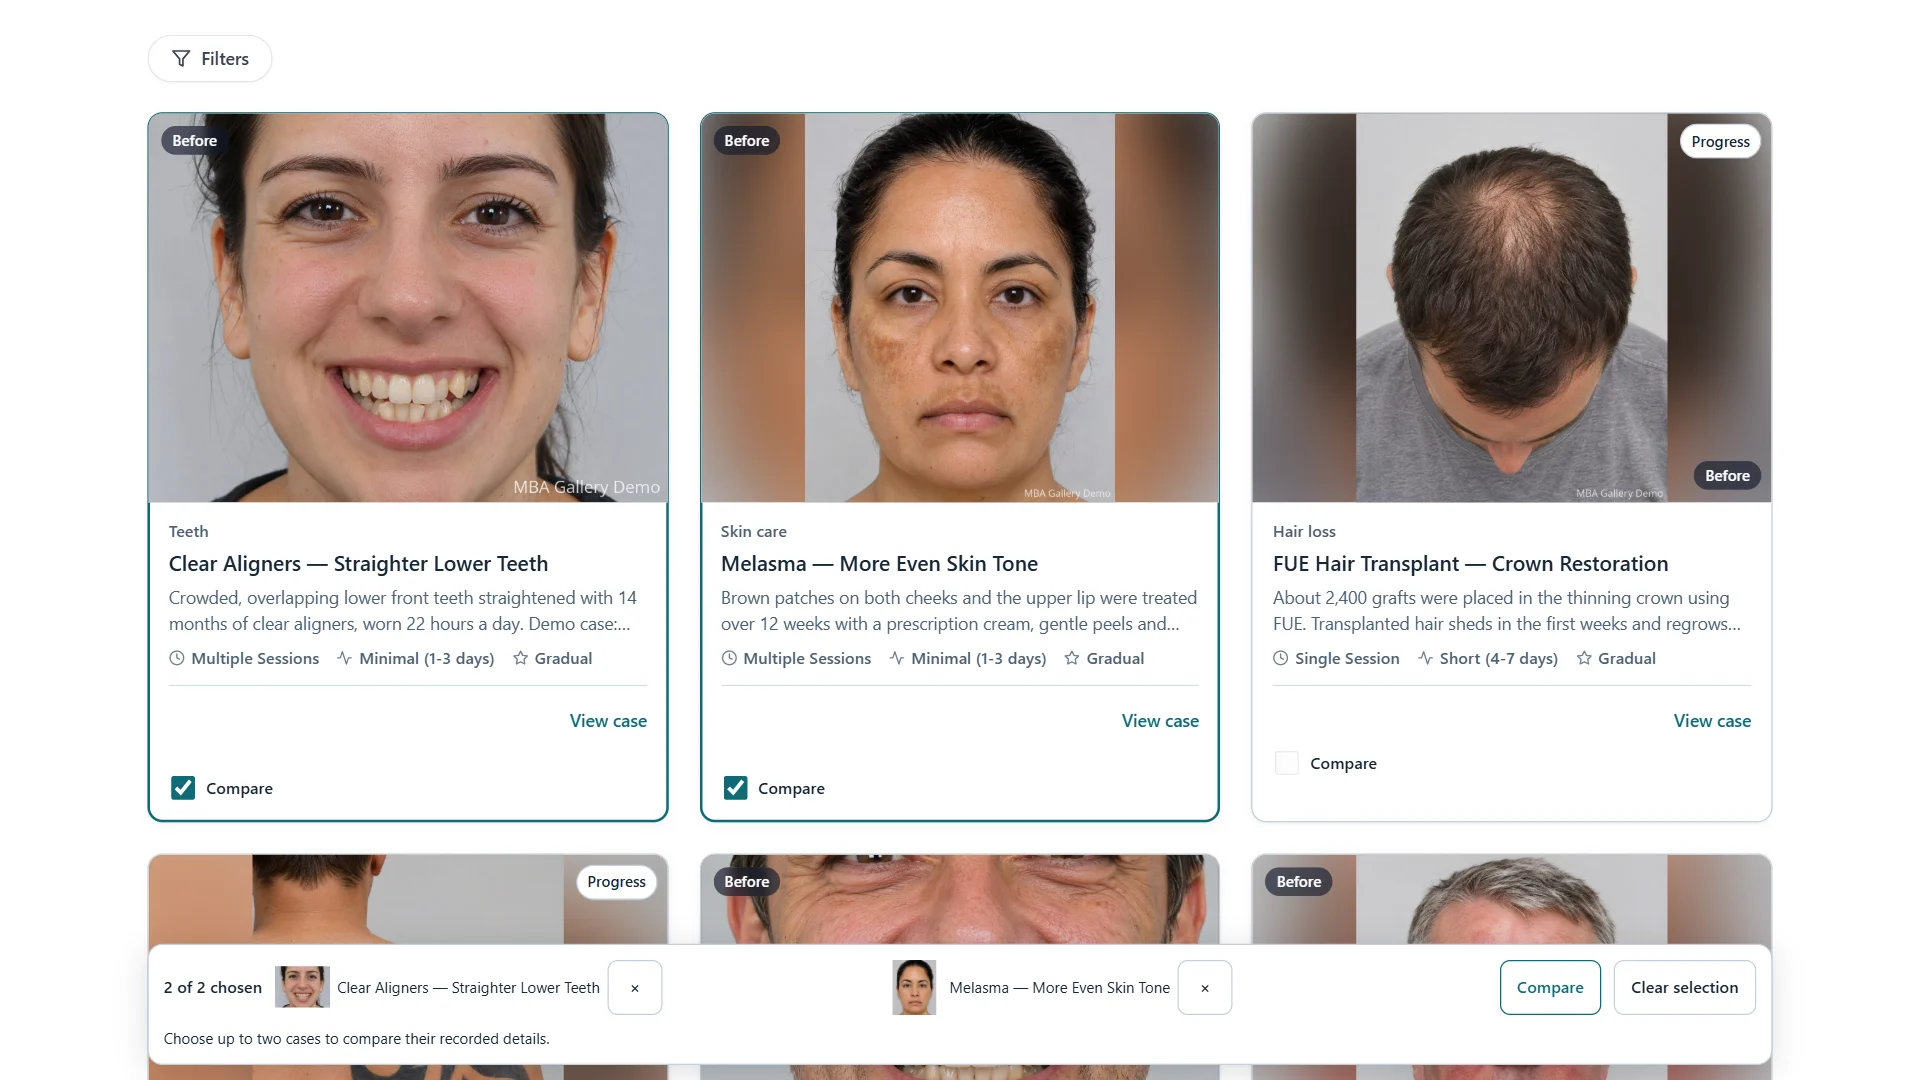 Filters
Before
MBA Gallery Demo
Teeth
Clear Aligners — Straighter Lower Teeth
Crowded, overlapping lower front teeth straightened with 14
months of clear aligners, worn 22 hours a day. Demo case:...
Multiple Sessions Minimal (1-3 days) Gradual
View case
Compare
Before
MBA Gallery Demo
Skin care
Melasma — More Even Skin Tone
Brown patches on both cheeks and the upper lip were treated
over 12 weeks with a prescription cream, gentle peels and...
Multiple Sessions Minimal (1-3 days) Gradual
View case
Compare
Progress
Before
MBA Gallery Demo
Hair loss
FUE Hair Transplant — Crown Restoration
About 2,400 grafts were placed in the thinning crown using
FUE. Transplanted hair sheds in the first weeks and regrows...
Single Session Short (4-7 days) Gradual
View case
Compare
Progress
Before
Before
2 of 2 chosen Clear Aligners — Straighter Lower Teeth × Melasma — More Even Skin Tone × Compare Clear selection
Choose up to two cases to compare their recorded details.